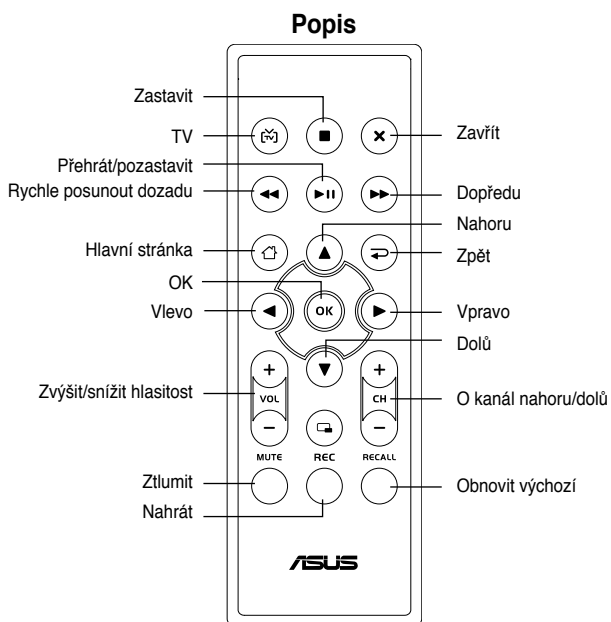 Popis
Zastavit
TV
TV
Zavřít
Přehrát/pozastavit
Rychle posunout dozadu
Dopředu
Nahoru
Hlavní stránka
Zpět
OK
OK
Vlevo
Vpravo
Dolů
Zvýšit/snížit hlasitost
+
VOL
−
+
CH
−
O kanál nahoru/dolů
MUTE
REC
RECALL
Ztlumit
Obnovit výchozí
Nahrát
ASUS